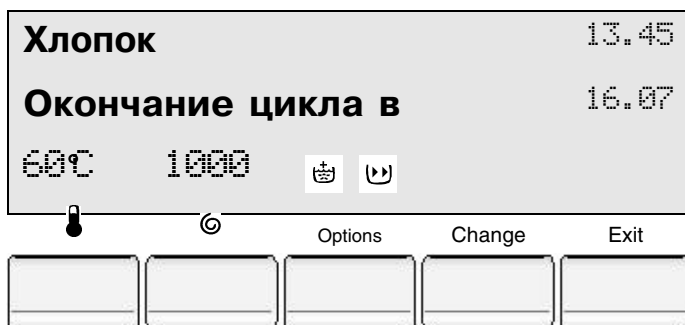 Хлопок 13.45
Окончание цикла в 16.07
60°C 1000
Options Change Exit